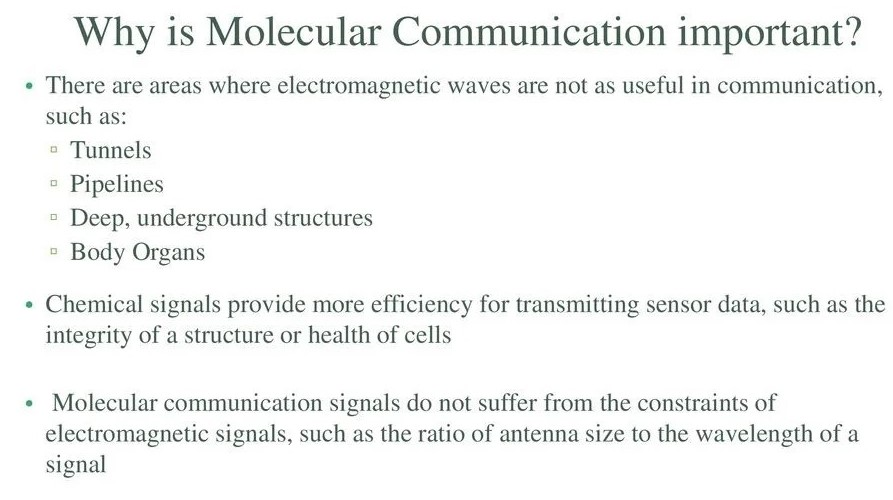 Why is Molecular Communication important?
• There are areas where electromagnetic waves are not as useful in communication,
such as:
▫ Tunnels
▫ Pipelines
▫ Deep, underground structures
▫ Body Organs
• Chemical signals provide more efficiency for transmitting sensor data, such as the
integrity of a structure or health of cells
• Molecular communication signals do not suffer from the constraints of
electromagnetic signals, such as the ratio of antenna size to the wavelength of a
signal